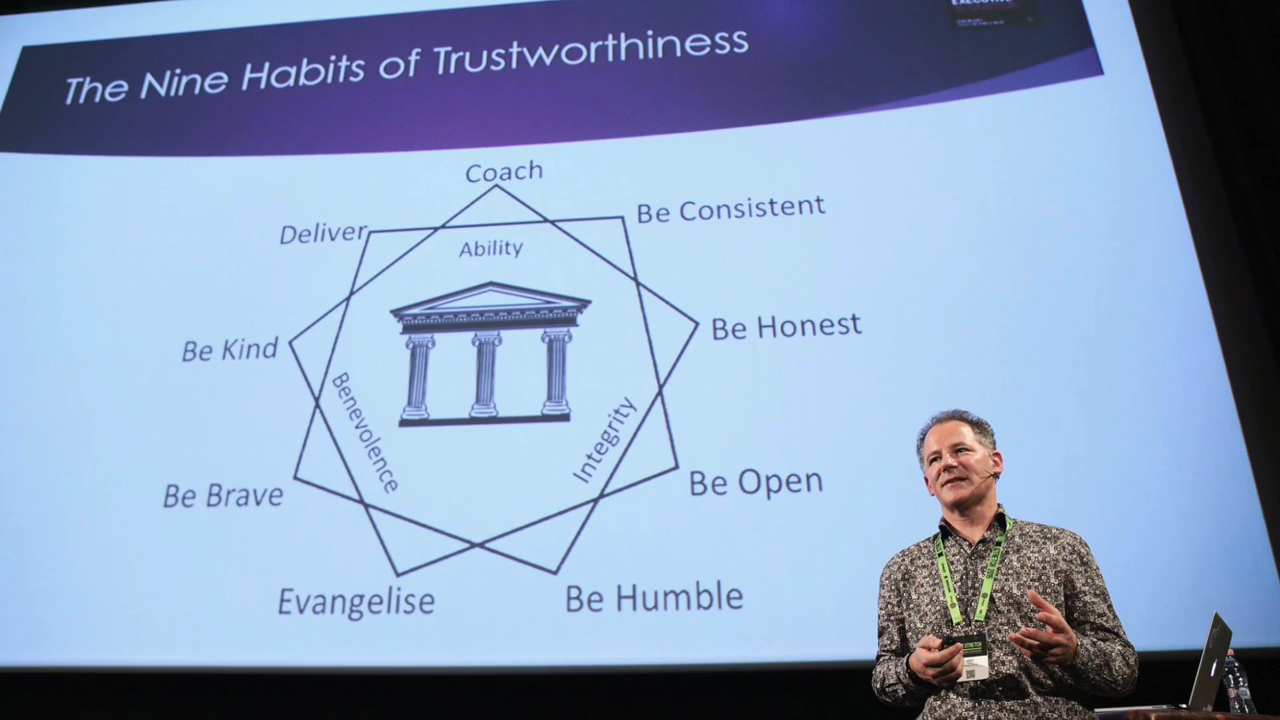 EXECUTIVE
The Nine Habits of Trustworthiness
Coach
Deliver
Be Consistent
Ability
Be Kind
Be Honest
Benevolence
Integrity
Be Brave
Be Open
Evangelise
Be Humble